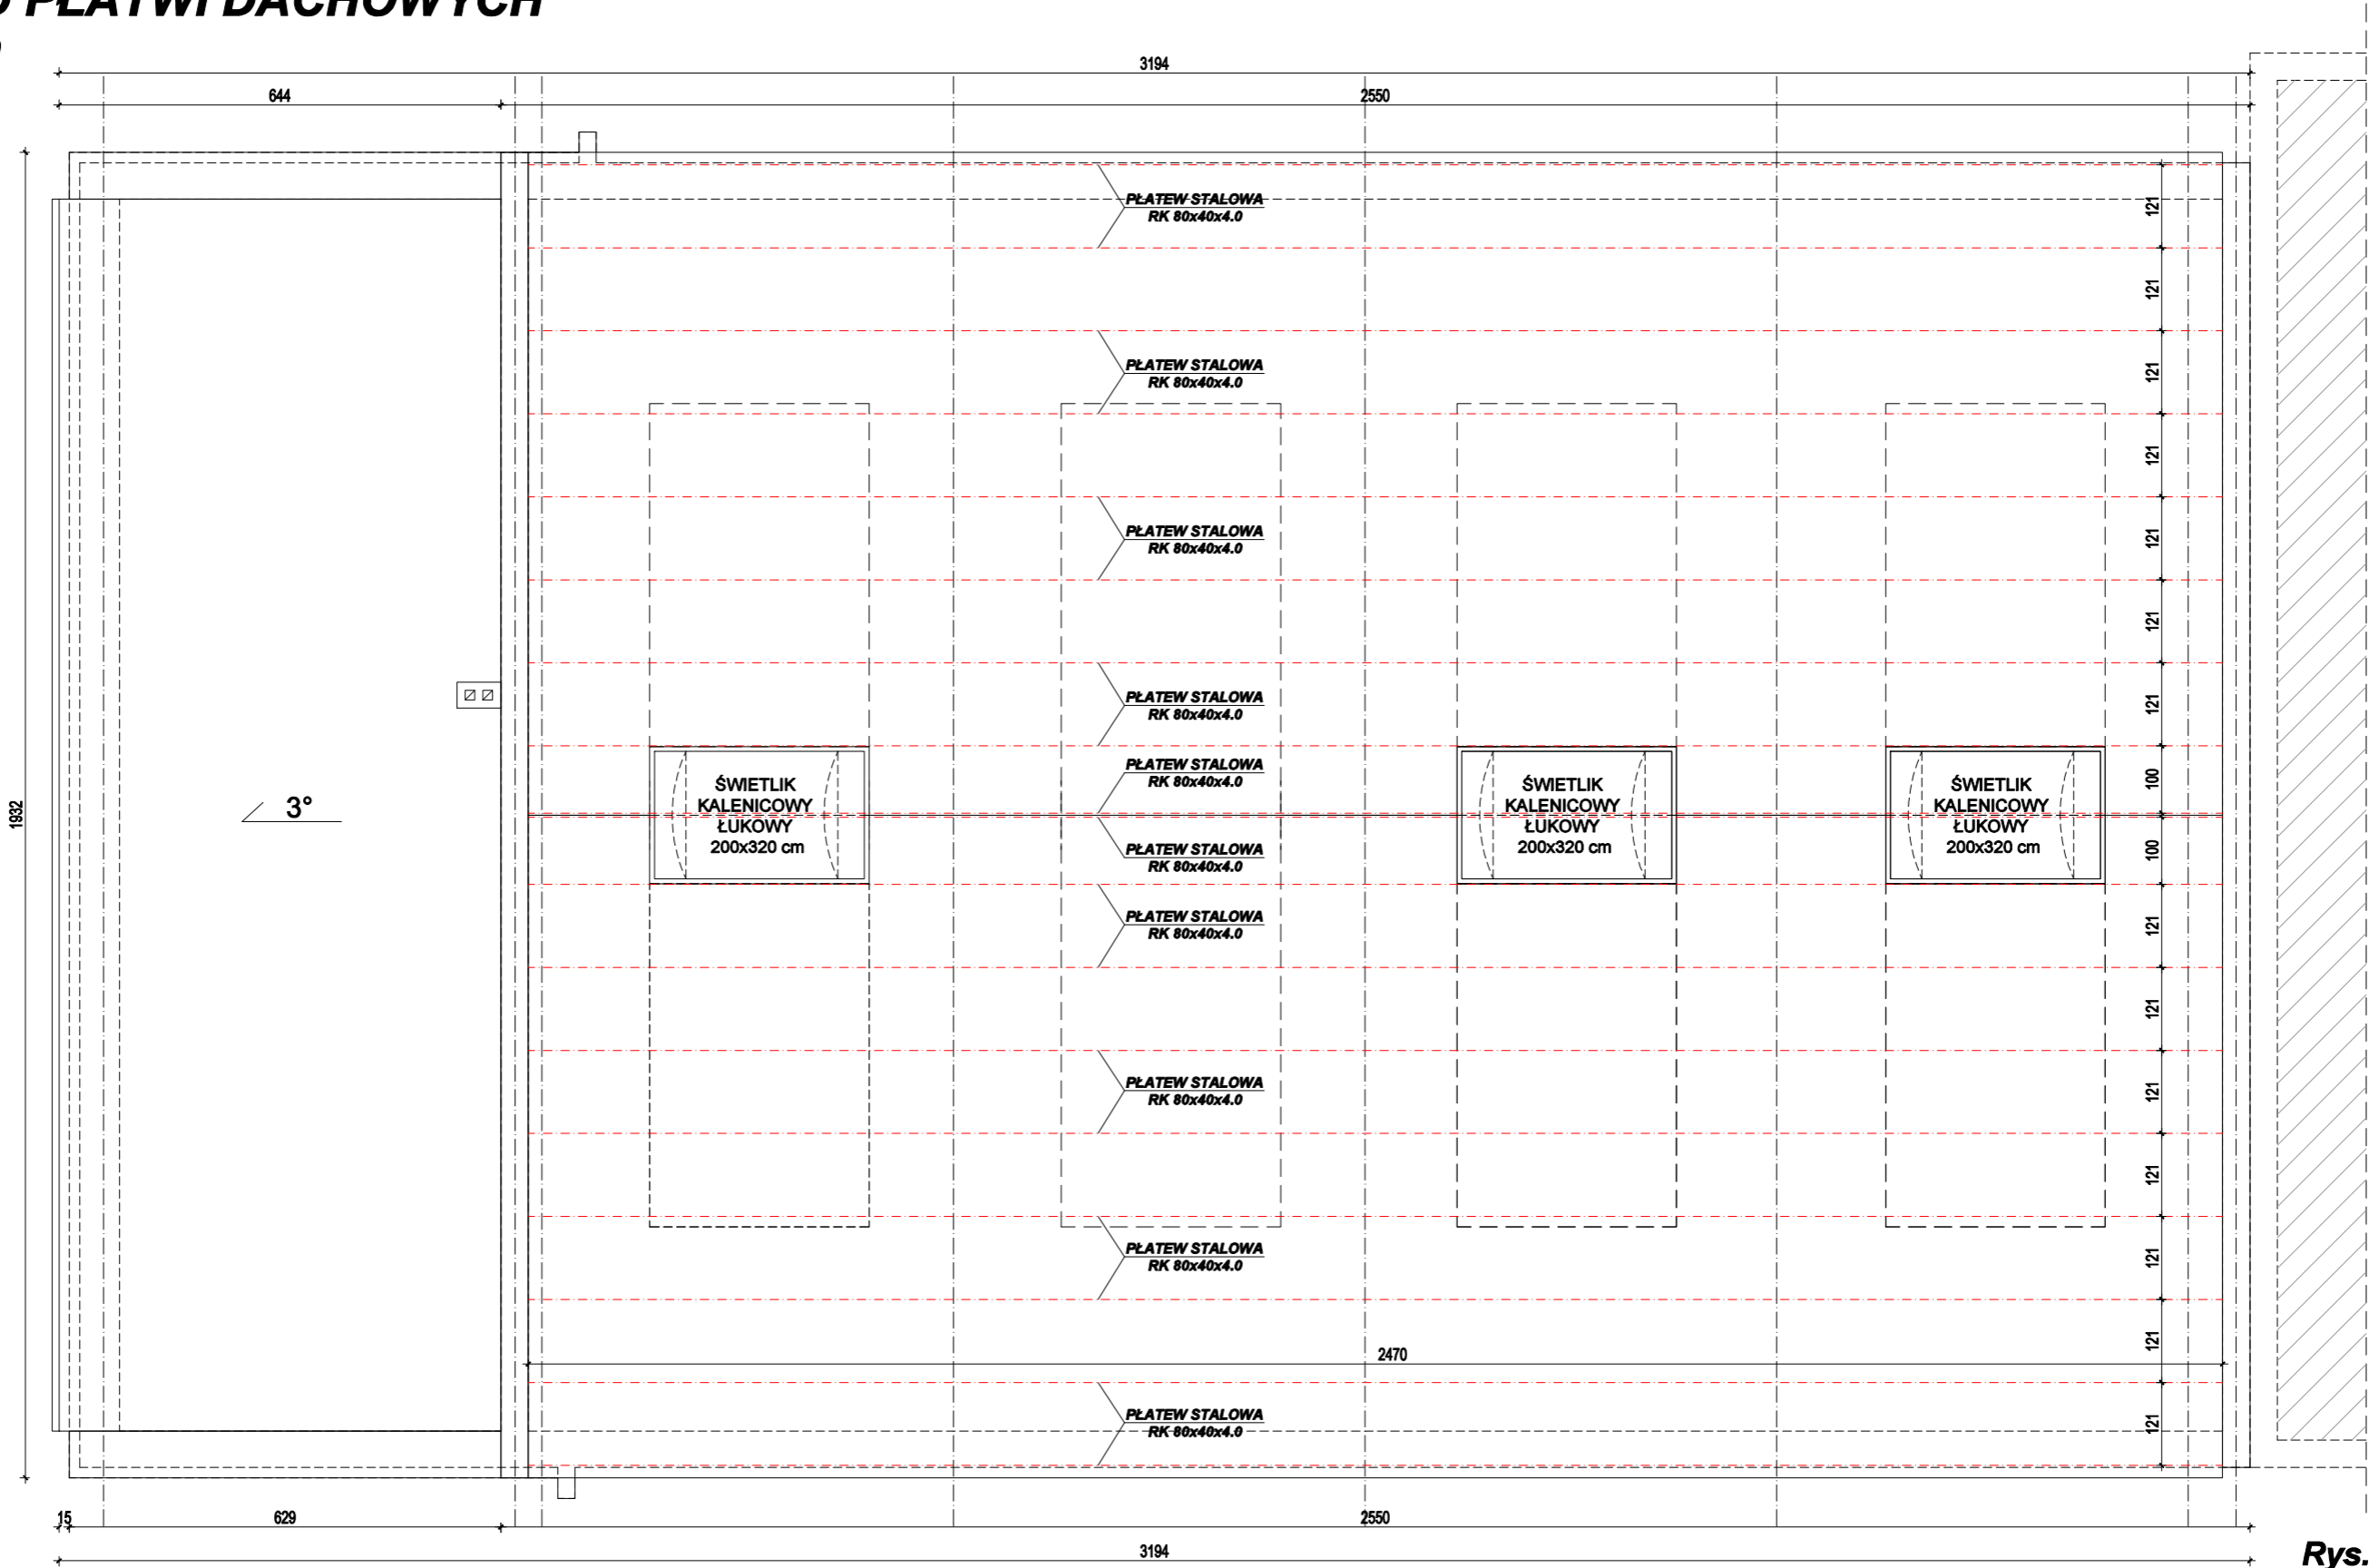 PŁATWI DACHOWYCH
3194
644
2550
121
PŁATEW STALOWA
RK 80x40x4.0
121
121
PŁATEW STALOWA
RK 80x40x4.0
121
121
PŁATEW STALOWA
RK 80x40x4.0
121
121
PŁATEW STALOWA
RK 80x40x4.0
100
PŁATEW STALOWA
RK 80x40x4.0
ŚWIETLIK
KALENICOWY
ŁUKOWY
200x320 cm
ŚWIETLIK
KALENICOWY
ŁUKOWY
200x320 cm
ŚWIETLIK
KALENICOWY
ŁUKOWY
200x320 cm
3°
1932
100
PŁATEW STALOWA
RK 80x40x4.0
121
PŁATEW STALOWA
RK 80x40x4.0
121
121
PŁATEW STALOWA
RK 80x40x4.0
121
121
PŁATEW STALOWA
RK 80x40x4.0
121
2470
121
PŁATEW STALOWA
RK 80x40x4.0
15
629
2550
3194
Rys.